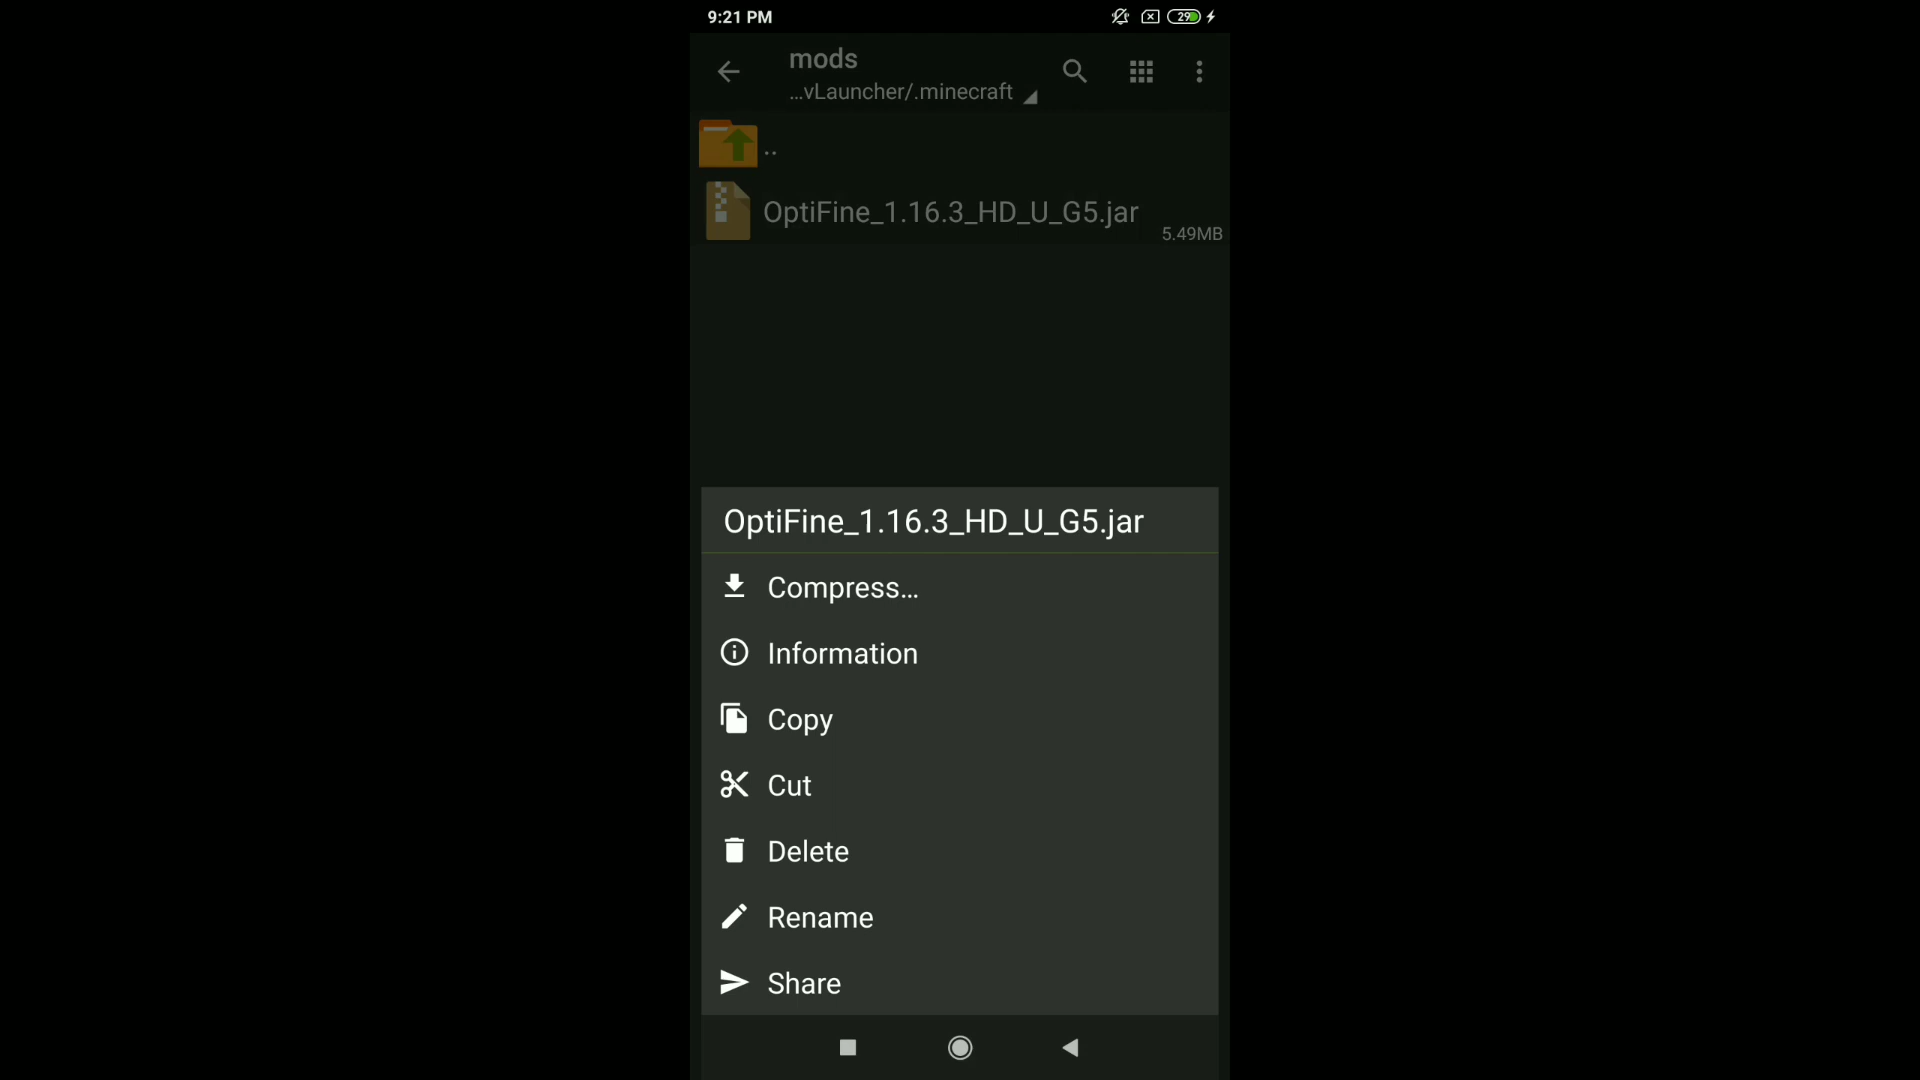 9:21 PM
29
mods
...vLauncher/.minecraft
..
OptiFine_1.16.3_HD_U_G5.jar
5.49MB
OptiFine_1.16.3_HD_U_G5.jar
Compress...
Information
Copy
Cut
Delete
Rename
Share